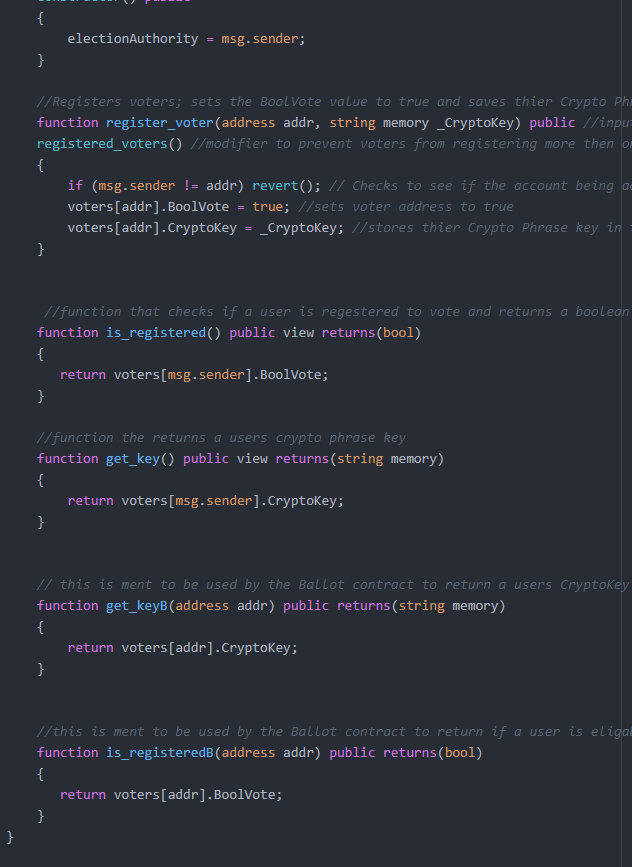 {
electionAuthority = msg.sender;
}
//Registers voters; sets the BoolVote value to true and saves thier Crypto
function register_voter(address addr, string memory _CryptoKey) public
registered_voters() //modifier to prevent voters from registering more then
{
if (msg.sender != addr) revert(); // Checks to see if the account being
voters[addr].BoolVote = true; //sets voter address to true
voters[addr].CryptoKey = _CryptoKey; //stores thier Crypto Phrase key in
}
//function that checks if a user is regestered to vote and returns a boolean
function is_registered() public view returns(bool)
{
return voters[msg.sender].BoolVote;
}
//function the returns a users crypto phrase key
function get_key() public view returns(string memory)
{
return voters[msg.sender].CryptoKey;
}
// this is ment to be used by the Ballot contract to return a users CryptoKey
function get_keyB(address addr) public returns(string memory)
{
return voters[addr].CryptoKey;
}
//this is ment to be used by the Ballot contract to return if a user is
function is_registeredB(address addr) public returns(bool)
{
return voters[addr].BoolVote;
}
}